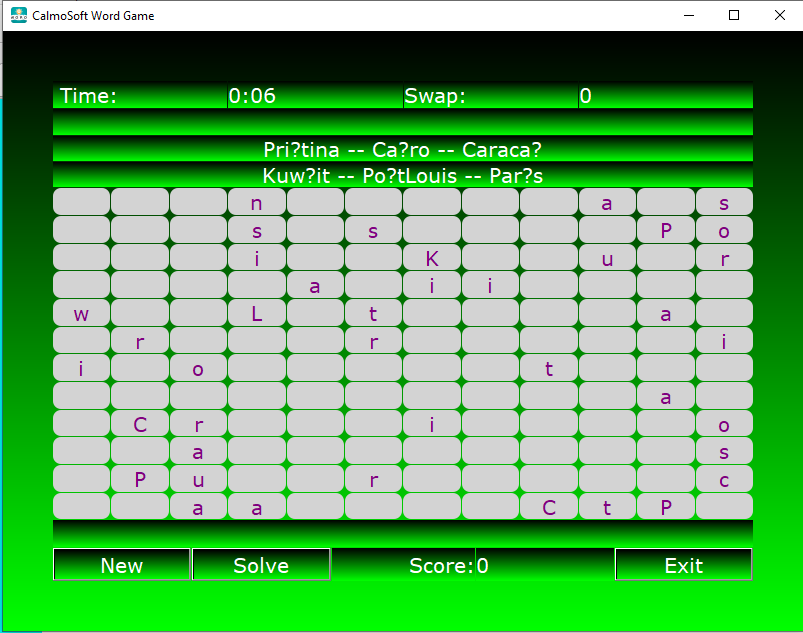 CalmoSoft Word Game
Time: 0:06 Swap: 0
Pri?tina -- Ca?ro -- Caraca?
Kuw?it -- Po?tLouis -- Par?s
n a s
s s P o
i K u r
a i i
w L t a
r r i
i o t
a
C r i o
a s
P u r c
a a C t P
New Solve Score:0 Exit